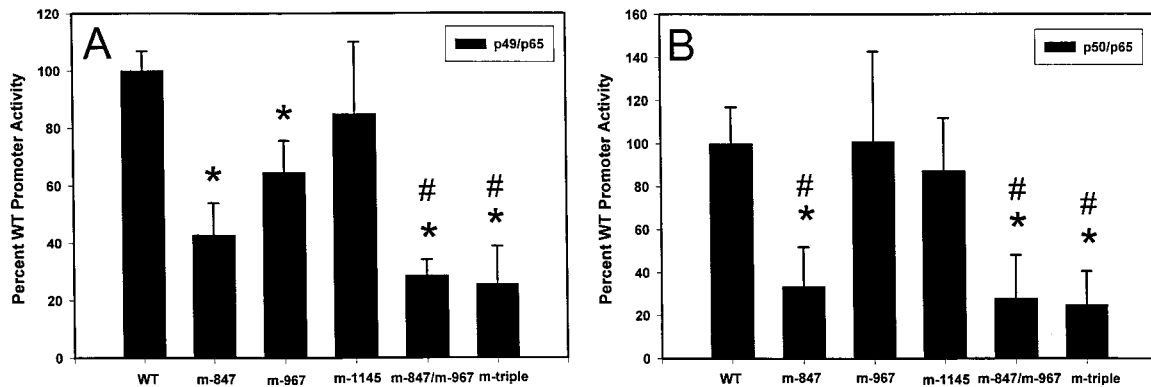 A
p49/p65
Percent WT Promoter Activity
120
100
80
60
40
20
0
*
*
#
*
#
*
WT
m-847
m-967
m-1145
m-847/m-967
m-triple
B
p50/p65
Percent WT Promoter Activity
160
140
120
100
80
60
40
20
0
#
*
#
*
#
*
WT
m-847
m-967
m-1145
m-847/m-967
m-triple